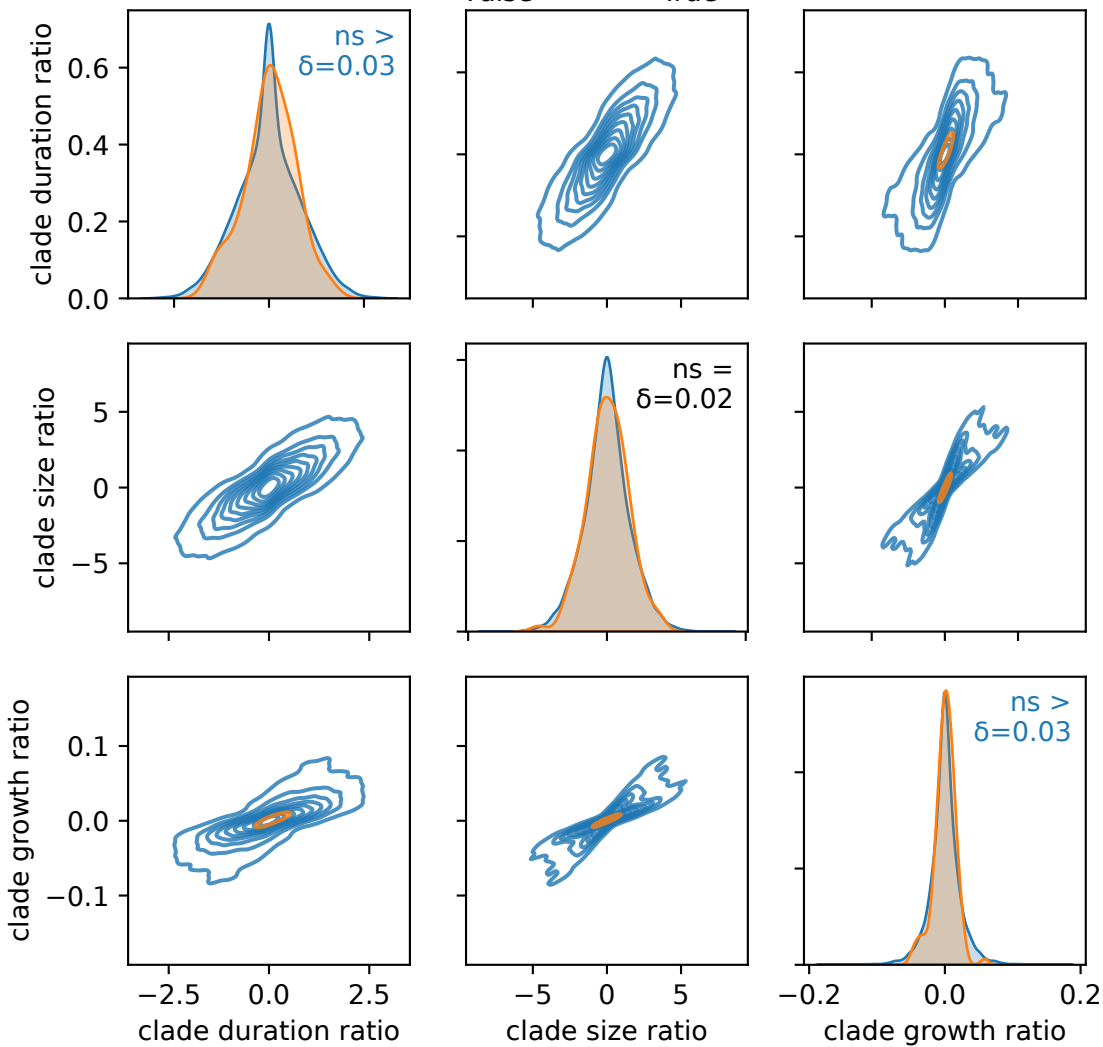 clade duration ratio
0.6
0.4
0.2
0.0
ns >
δ=0.03
clade size ratio
5
0
−5
ns =
δ=0.02
clade growth ratio
0.1
0.0
−0.1
ns >
δ=0.03
−2.5 0.0 2.5
−5 0 5
−0.2 0.0 0.2
clade duration ratio
clade size ratio
clade growth ratio